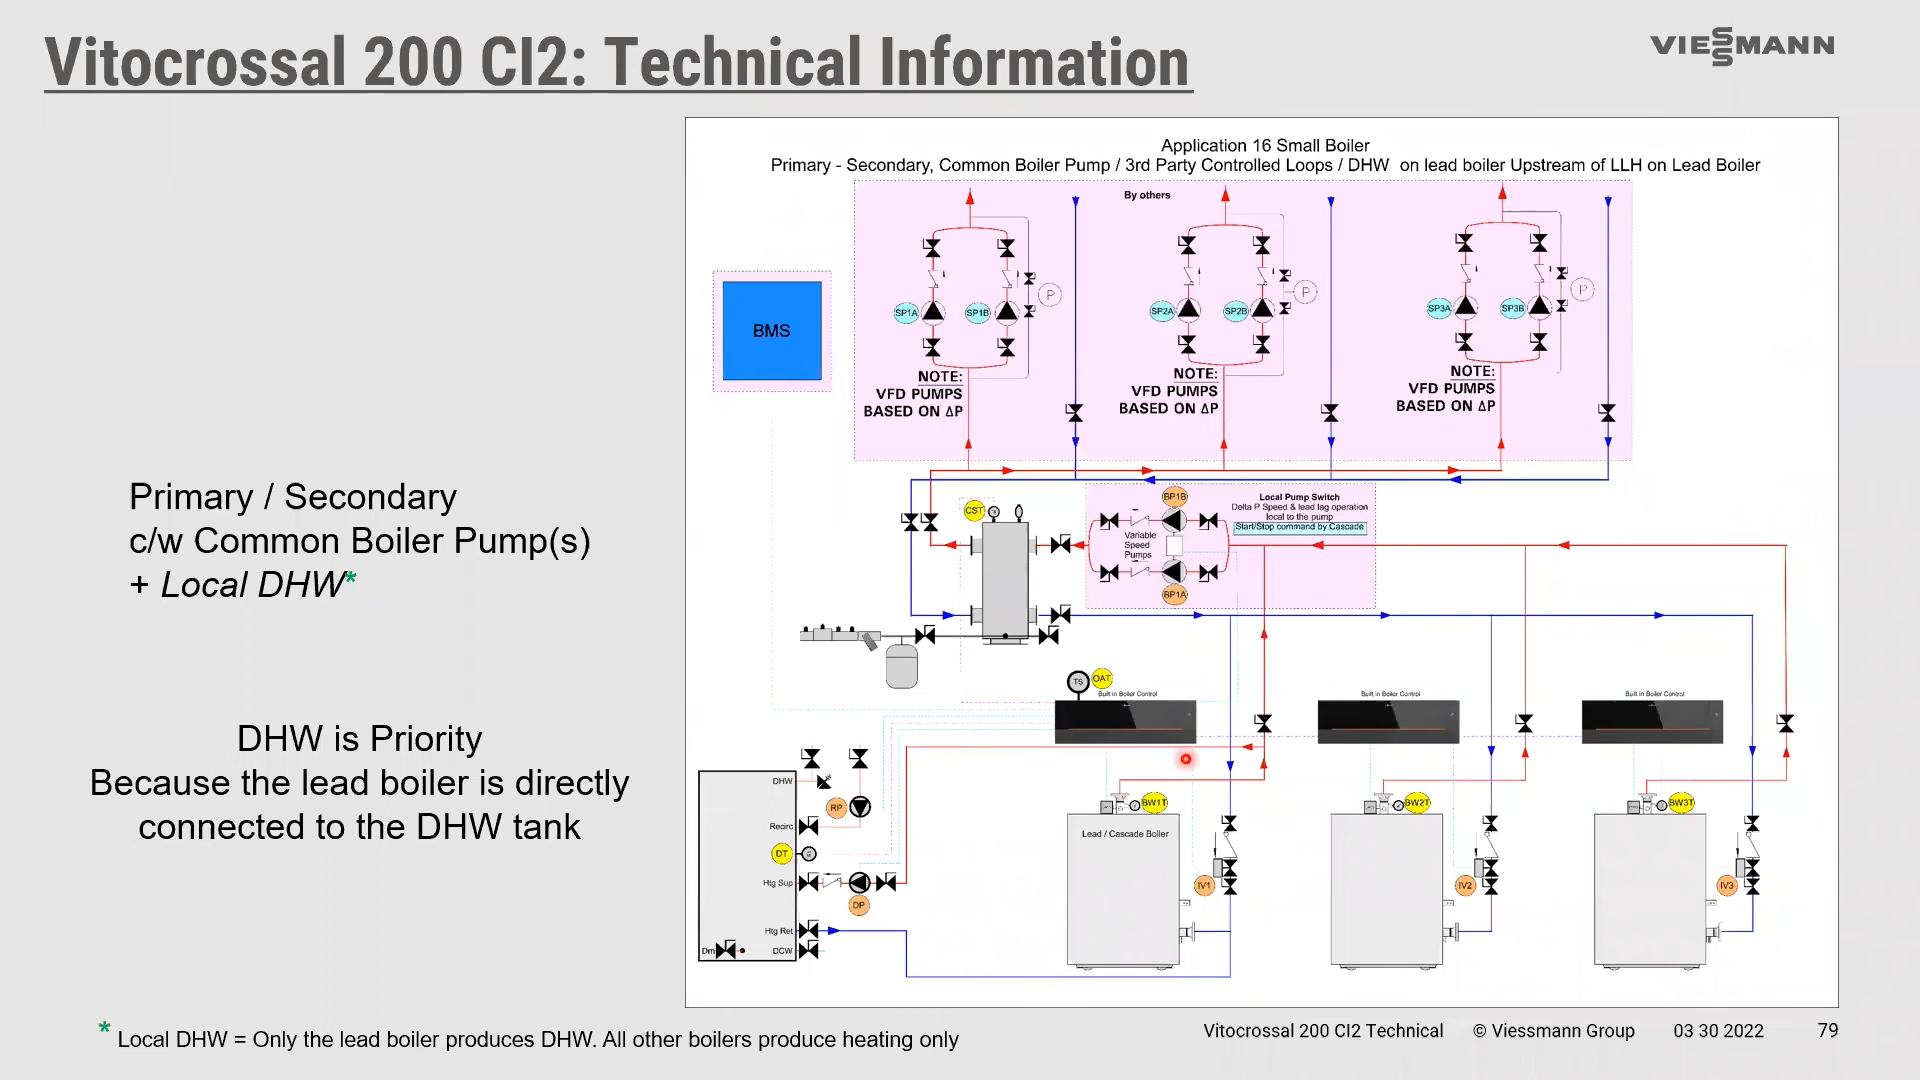 Vitocrossal 200 CI2: Technical Information
VIESSMANN
Application 16 Small Boiler
Primary - Secondary, Common Boiler Pump / 3rd Party Controlled Loops / DHW on lead boiler Upstream of LLH on Lead Boiler
By others
BMS
SP1A
SP1B
P
SP2A
SP2B
P
SP3A
SP3B
P
NOTE:
VFD PUMPS
BASED ON ΔP
NOTE:
VFD PUMPS
BASED ON ΔP
NOTE:
VFD PUMPS
BASED ON ΔP
Primary / Secondary
c/w Common Boiler Pump(s)
+ Local DHW*
CST
BP1B
Variable
Speed
Pumps
BP1A
Local Pump Switch
Delta P Speed & lead lag operation
local to the pump
Start/Stop command by Cascade
TS
OAT
Built in Boiler Control
Built in Boiler Control
Built in Boiler Control
DHW is Priority
Because the lead boiler is directly
connected to the DHW tank
DHW
RP
Recirc
DT
Htg Sup
DP
Htg Ret
Drn
DCW
BW1T
Lead / Cascade Boiler
IV1
BW2T
IV2
BW3T
IV3
* Local DHW = Only the lead boiler produces DHW. All other boilers produce heating only
Vitocrossal 200 CI2 Technical © Viessmann Group 03 30 2022 79